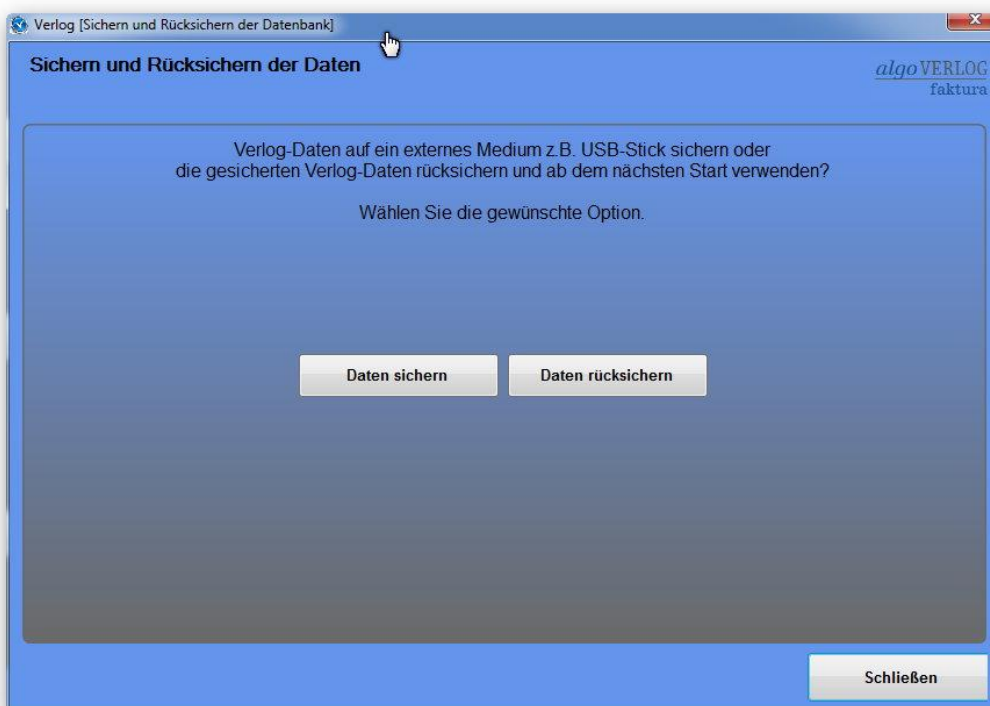 Verlog [Sichern und Rücksichern der Datenbank]
x
Sichern und Rücksichern der Daten
algoVERLOG
faktura
Verlog-Daten auf ein externes Medium z.B. USB-Stick sichern oder
die gesicherten Verlog-Daten rücksichern und ab dem nächsten Start verwenden?
Wählen Sie die gewünschte Option.
Daten sichern
Daten rücksichern
Schließen